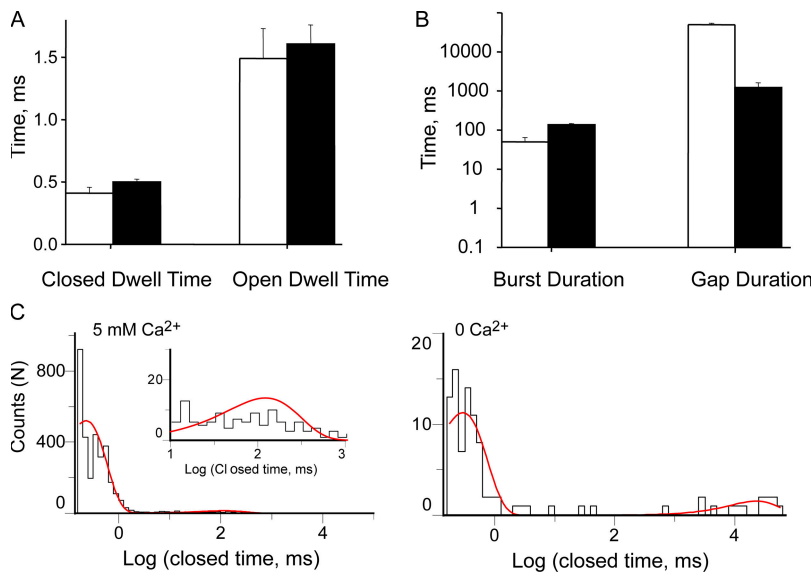 A
Time, ms
1.5
1.0
0.5
0.0
Closed Dwell Time
Open Dwell Time
B
Time, ms
10000
1000
100
10
1
0.1
Burst Duration
Gap Duration
C
5 mM Ca2+
Counts (N)
800
400
0
20
0
1
2
3
Log (Cl osed time, ms)
0
2
4
Log (closed time, ms)
0 Ca2+
20
10
0
0
2
4
Log (closed time, ms)